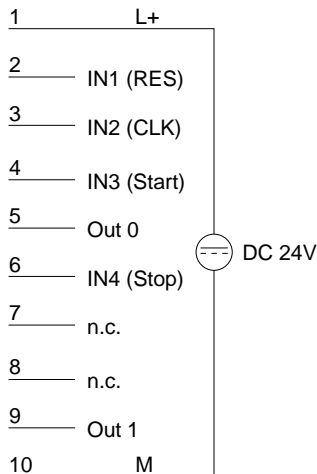 1 L+
2 IN1 (RES)
3 IN2 (CLK)
4 IN3 (Start)
5 Out 0
DC 24V
6 IN4 (Stop)
7 n.c.
8 n.c.
9 Out 1
10 M